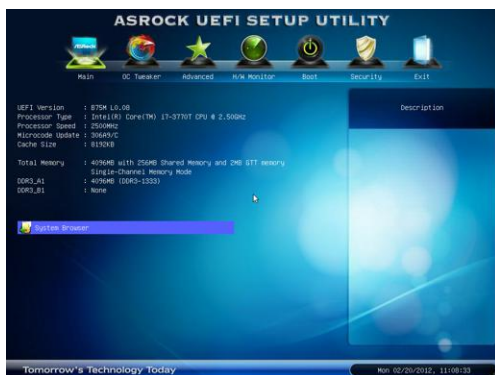 ASROCK UEFI SETUP UTILITY
ASRock
Main OC Tweaker Advanced H/W Monitor Boot Security Exit
UEFI Version : B75M L0.08
Processor Type : Intel(R) Core(TM) i7-3770T CPU @ 2.50GHz
Processor Speed : 2500MHz
Microcode Update : 306A9/C
Cache Size : 8192KB
Total Memory : 4096MB with 256MB Shared Memory and 2MB GTT memory
Single-Channel Memory Mode
DDR3_A1 : 4096MB (DDR3-1333)
DDR3_B1 : None
System Browser
Description
Tomorrow's Technology Today
Mon 02/20/2012, 11:08:33